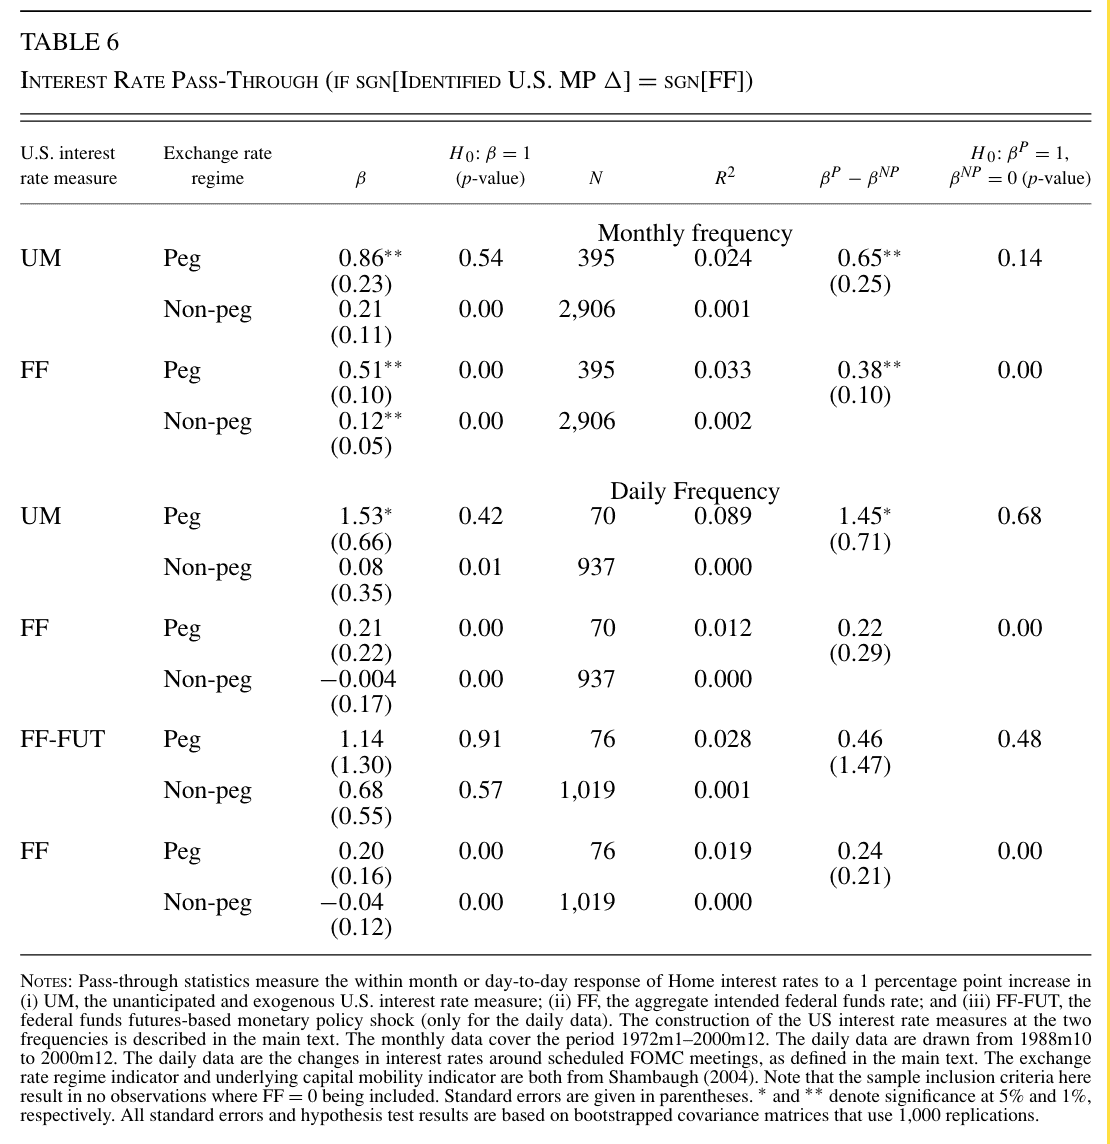 TABLE 6
INTEREST RATE PASS-THROUGH (IF SGN[IDENTIFIED U.S. MP Δ] = SGN[FF])
U.S. interest Exchange rate H0: β = 1 H0: βP = 1,
rate measure regime β (p-value) N R2 βP − βNP βNP = 0 (p-value)
Monthly frequency
UM Peg 0.86** 0.54 395 0.024 0.65** 0.14
(0.23) (0.25)
Non-peg 0.21 0.00 2,906 0.001
(0.11)
FF Peg 0.51** 0.00 395 0.033 0.38** 0.00
(0.10) (0.10)
Non-peg 0.12** 0.00 2,906 0.002
(0.05)
Daily Frequency
UM Peg 1.53* 0.42 70 0.089 1.45* 0.68
(0.66) (0.71)
Non-peg 0.08 0.01 937 0.000
(0.35)
FF Peg 0.21 0.00 70 0.012 0.22 0.00
(0.22) (0.29)
Non-peg −0.004 0.00 937 0.000
(0.17)
FF-FUT Peg 1.14 0.91 76 0.028 0.46 0.48
(1.30) (1.47)
Non-peg 0.68 0.57 1,019 0.001
(0.55)
FF Peg 0.20 0.00 76 0.019 0.24 0.00
(0.16) (0.21)
Non-peg −0.04 0.00 1,019 0.000
(0.12)
NOTES: Pass-through statistics measure the within month or day-to-day response of Home interest rates to a 1 percentage point increase in
(i) UM, the unanticipated and exogenous U.S. interest rate measure; (ii) FF, the aggregate intended federal funds rate; and (iii) FF-FUT, the
federal funds futures-based monetary policy shock (only for the daily data). The construction of the US interest rate measures at the two
frequencies is described in the main text. The monthly data cover the period 1972m1–2000m12. The daily data are drawn from 1988m10
to 2000m12. The daily data are the changes in interest rates around scheduled FOMC meetings, as defined in the main text. The exchange
rate regime indicator and underlying capital mobility indicator are both from Shambaugh (2004). Note that the sample inclusion criteria here
result in no observations where FF = 0 being included. Standard errors are given in parentheses. * and ** denote significance at 5% and 1%,
respectively. All standard errors and hypothesis test results are based on bootstrapped covariance matrices that use 1,000 replications.